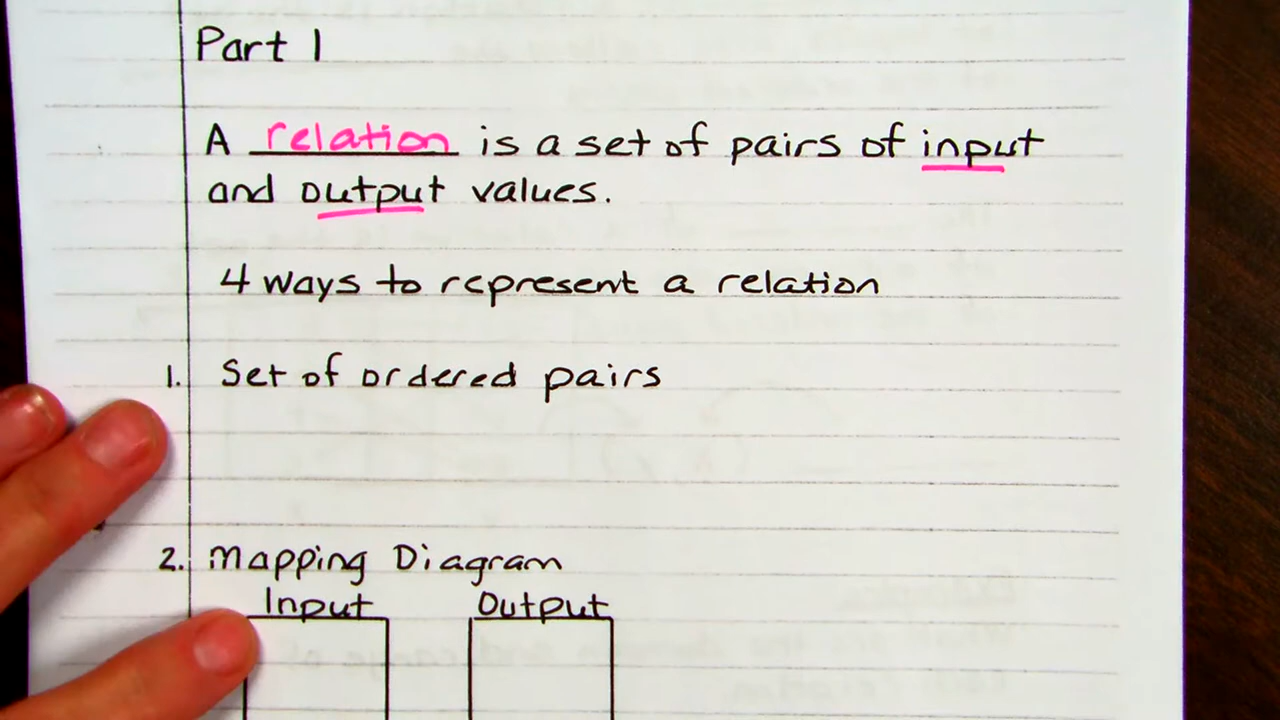 Part 1
A relation is a set of pairs of input
and output values.
4 ways to represent a relation
1. Set of ordered pairs
2. Mapping Diagram
Input Output